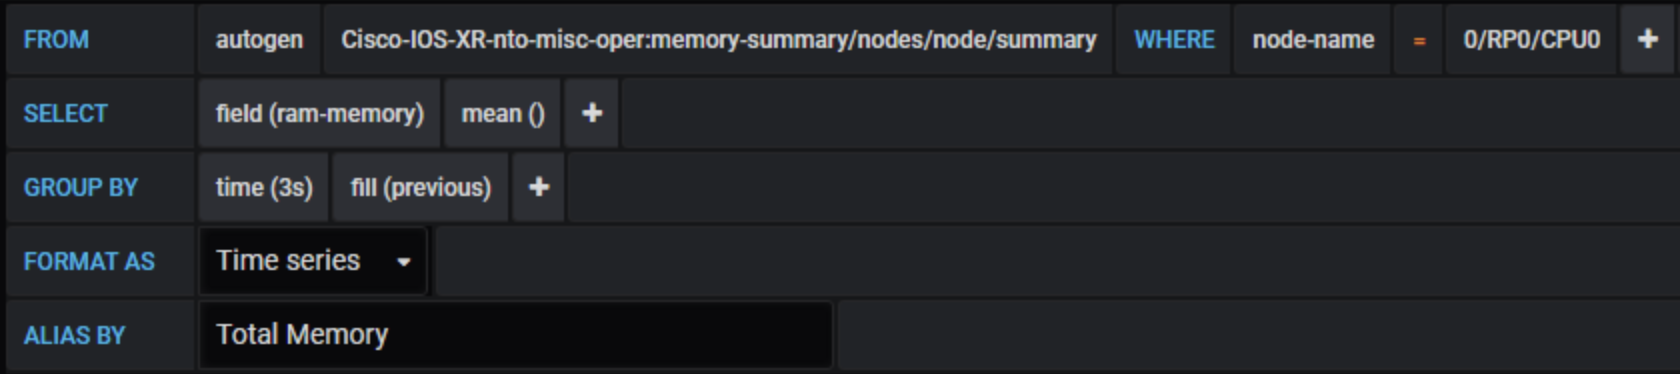 FROM autogen Cisco-IOS-XR-nto-misc-oper:memory-summary/nodes/node/summary WHERE node-name = 0/RP0/CPU0 +
SELECT field (ram-memory) mean () +
GROUP BY time (3s) fill (previous) +
FORMAT AS Time series
ALIAS BY Total Memory